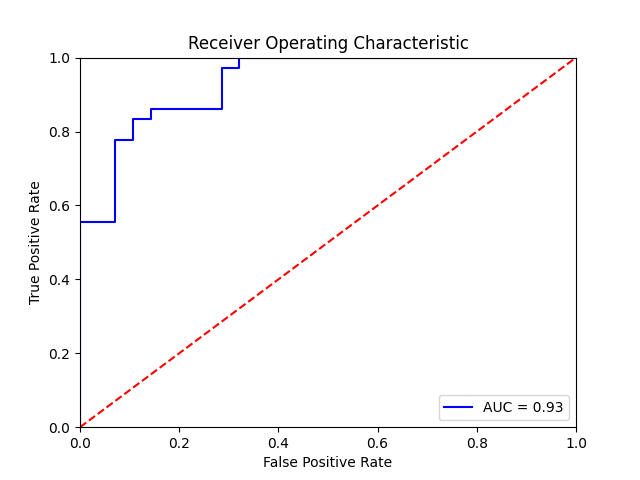 Receiver Operating Characteristic
True Positive Rate
1.0
0.8
0.6
0.4
0.2
0.0
AUC = 0.93
0.0 0.2 0.4 0.6 0.8 1.0
False Positive Rate